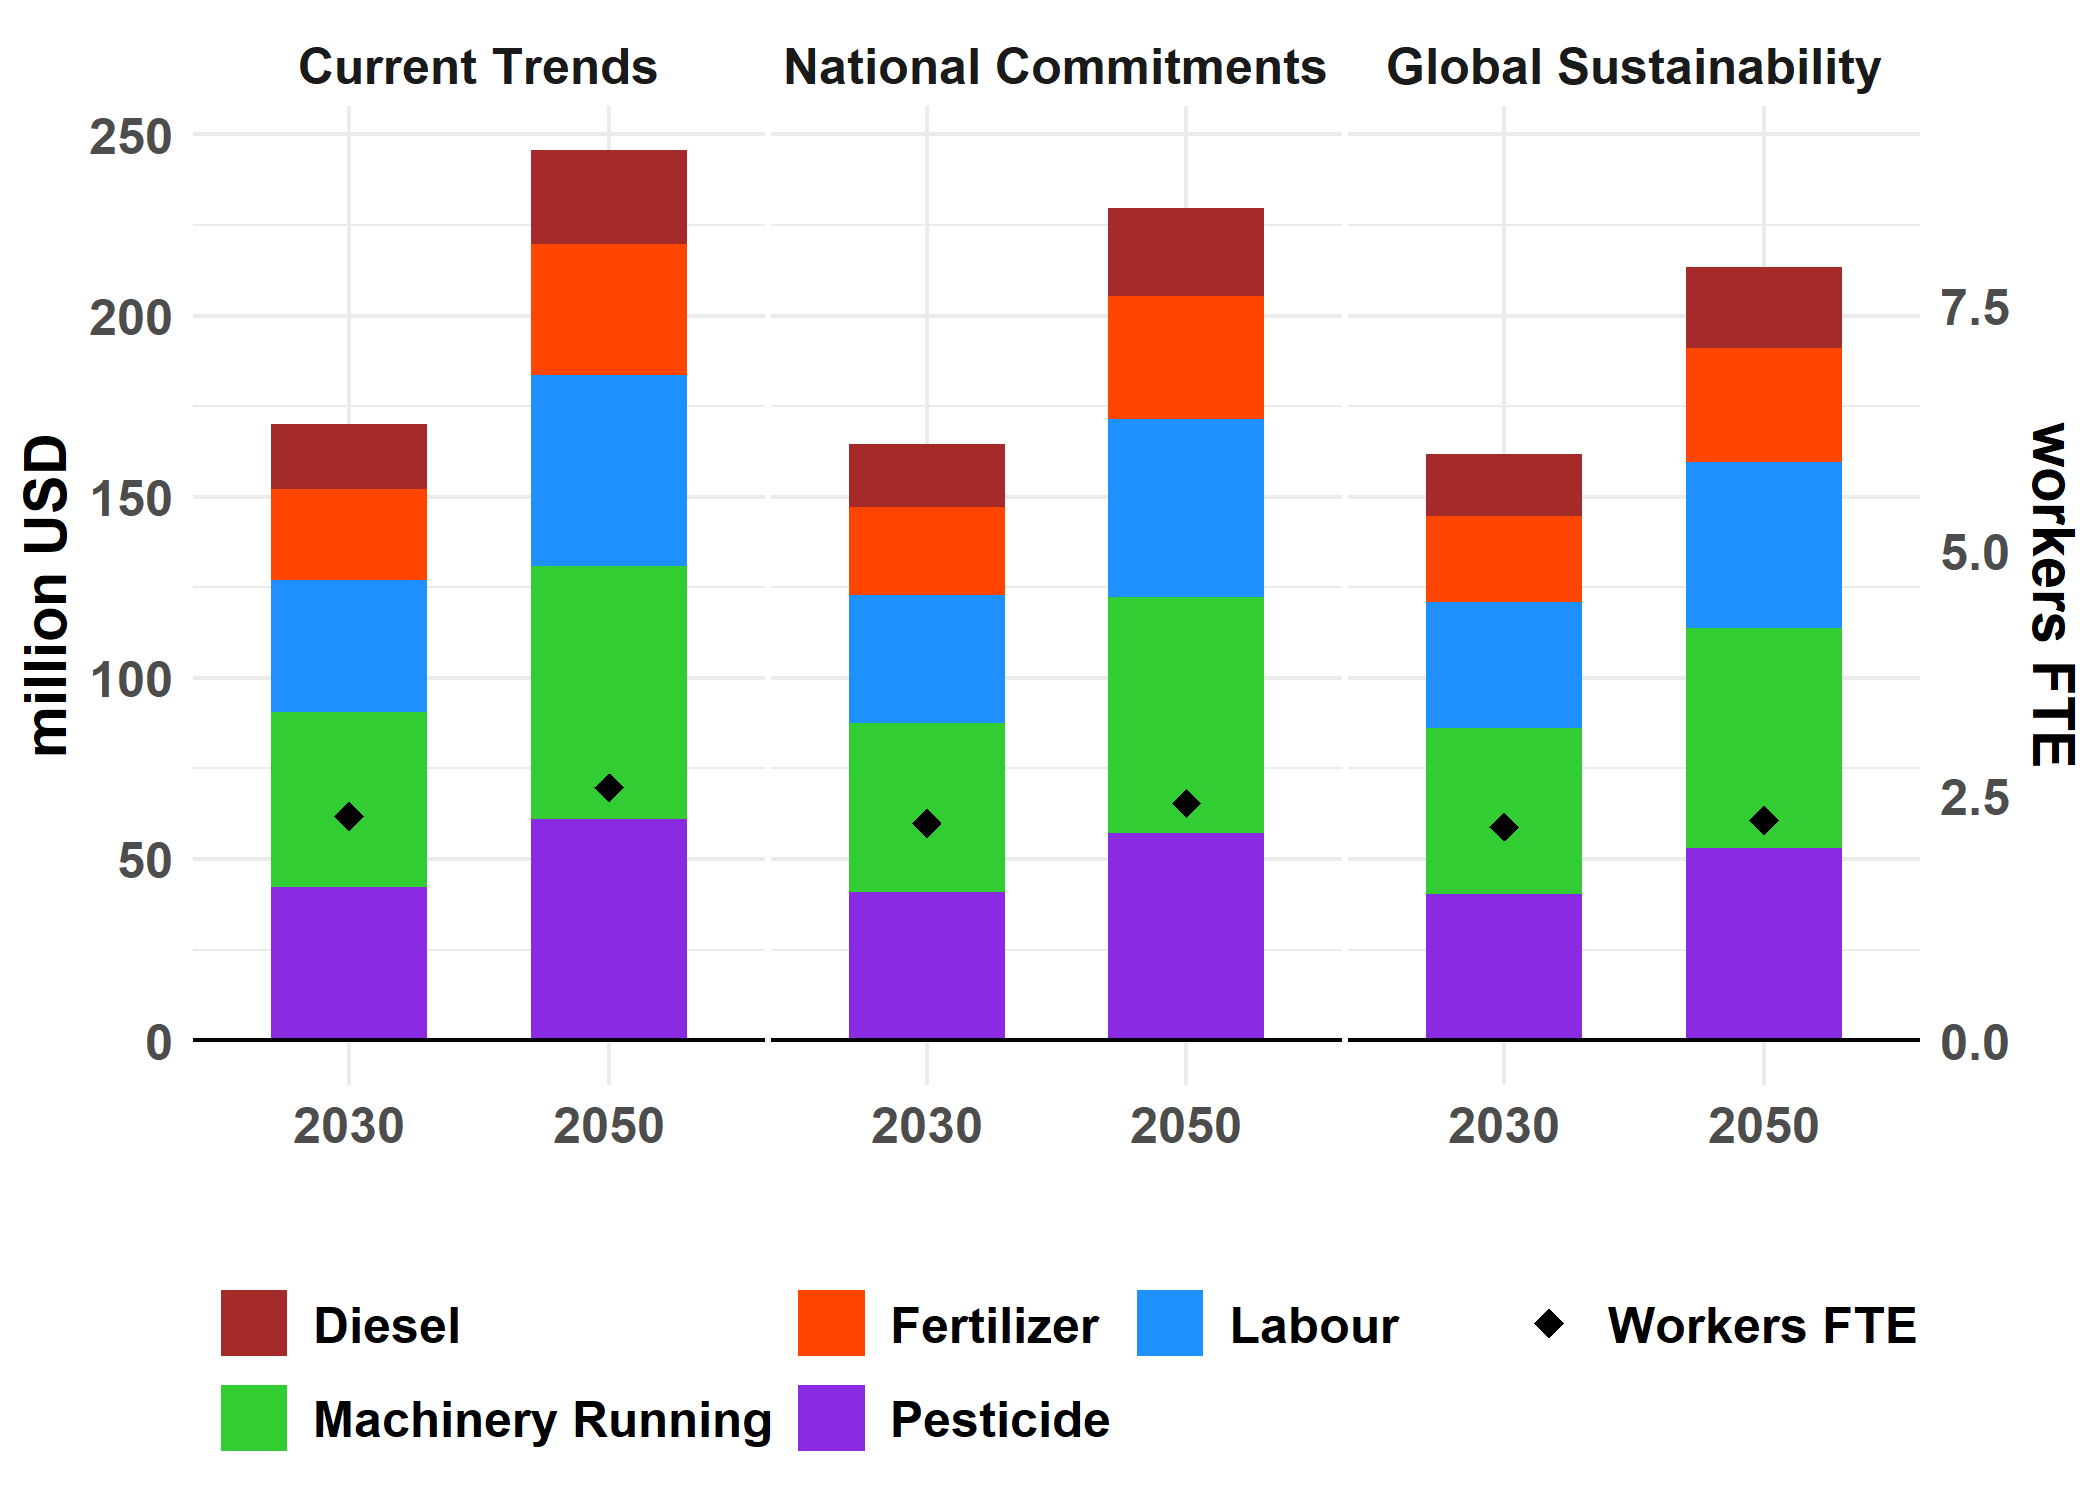 Current Trends National Commitments Global Sustainability
250
200
150
100
50
0
million USD
7.5
5.0
2.5
0.0
workers FTE
2030 2050 2030 2050 2030 2050
Diesel Fertilizer Labour Workers FTE
Machinery Running Pesticide